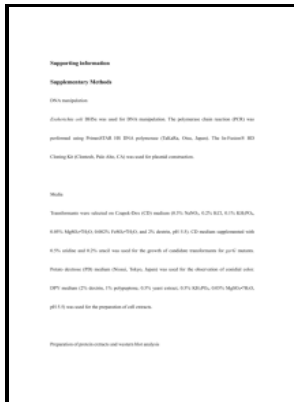 Supporting Information
Supplementary Methods
DNA manipulation
Escherichia coli DH5α was used for DNA manipulation. The polymerase chain reaction (PCR) was
performed using PrimeSTAR HS DNA polymerase (TaKaRa, Otsu, Japan). The In-Fusion® HD
Cloning Kit (Clontech, Palo Alto, CA) was used for plasmid construction.
Media
Transformants were selected on Czapek-Dox (CD) medium (0.3% NaNO₃, 0.2% KCl, 0.1% KH₂PO₄,
0.05% MgSO₄•7H₂O, 0.002% FeSO₄•7H₂O, and 2% dextrin, pH 5.5). CD medium supplemented with
0.5% uridine and 0.2% uracil was used for the growth of candidate transformants for mutants.
Potato dextrose (PD) medium (Nissui, Tokyo, Japan) was used for the observation of conidial color.
DPY medium (2% dextrin, 1% polypeptone, 0.5% yeast extract, 0.5% KH₂PO₄, 0.05% MgSO₄•7H₂O,
pH 5.5) was used for the preparation of cell extracts.
Preparation of protein extracts and western blot analysis